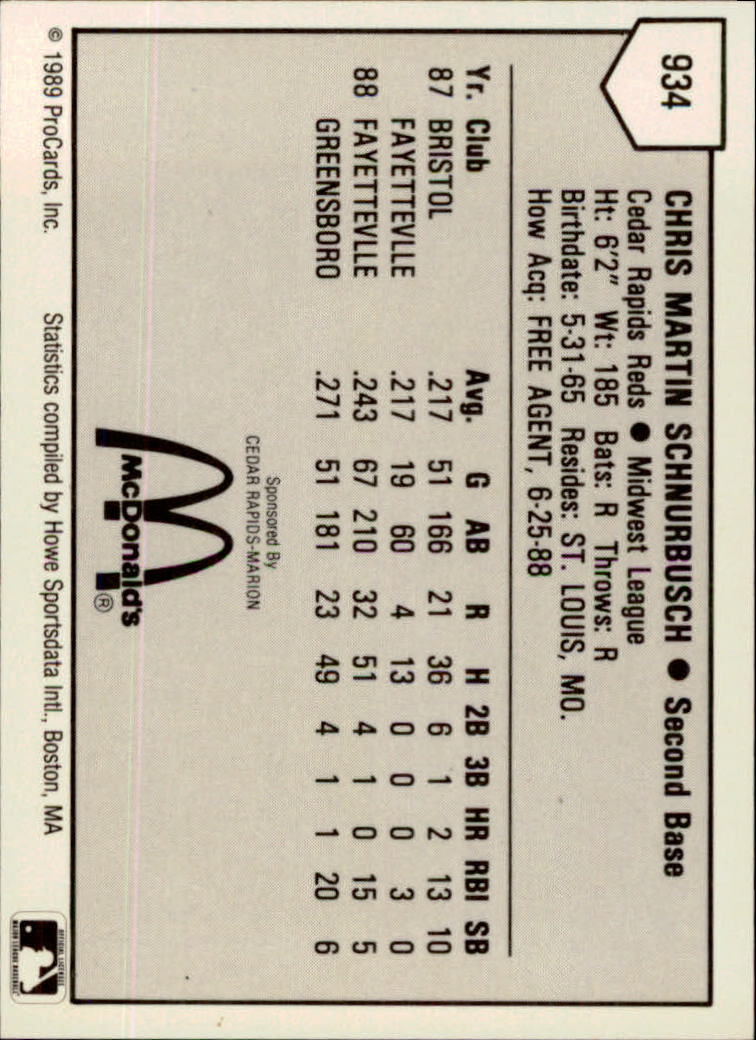 934
CHRIS MARTIN SCHNURBUSCH ● Second Base
Cedar Rapids Reds ● Midwest League
Ht: 6'2" Wt: 185 Bats: R Throws: R
Birthdate: 5-31-65 Resides: ST. LOUIS, MO.
How Acq: FREE AGENT, 6-25-88
Yr. Club Avg. G AB R H 2B 3B HR RBI SB
87 BRISTOL .217 51 166 21 36 6 1 2 13 10
FAYETTEVLLE .217 19 60 4 13 0 0 0 3 0
88 FAYETTEVLLE .243 67 210 32 51 4 1 0 15 5
GREENSBORO .271 51 181 23 49 4 1 1 20 6
Sponsored By
CEDAR RAPIDS-MARION
McDonald's ®
© 1989 ProCards, Inc. Statistics compiled by Howe Sportsdata Intl., Boston, MA
OFFICIAL LICENSEE
MAJOR LEAGUE BASEBALL